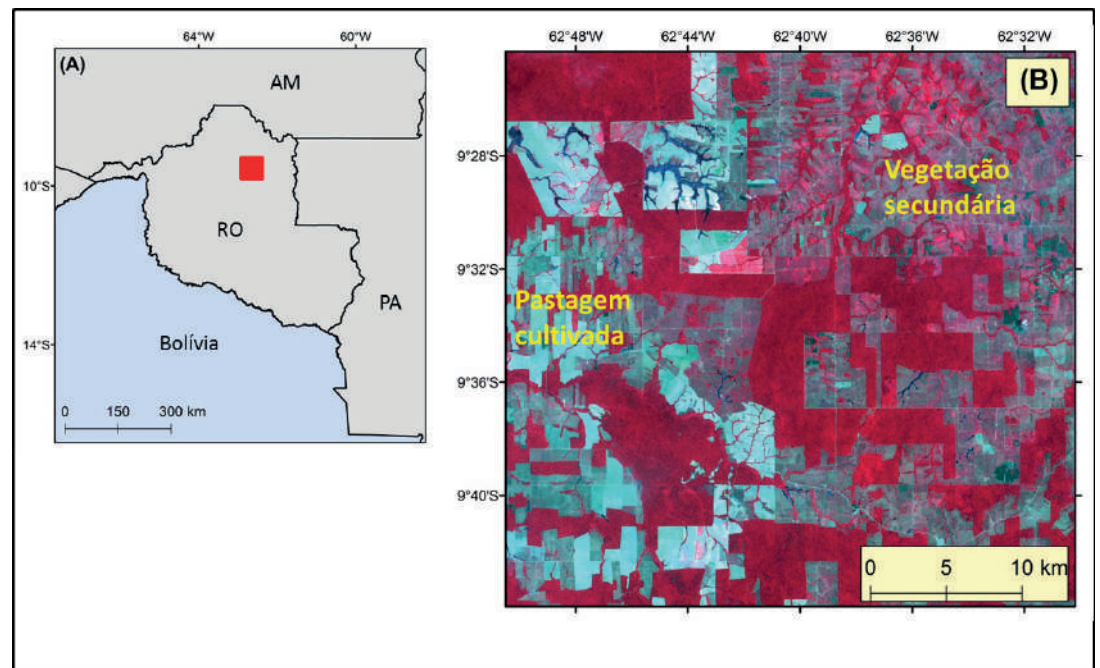 64°W 60°W
(A)
AM
10°S
RO
PA
Bolívia
14°S
0 150 300 km
62°48'W 62°44'W 62°40'W 62°36'W 62°32'W
(B)
9°28'S
Vegetação
secundária
9°32'S
Pastagem
cultivada
9°36'S
9°40'S
0 5 10 km